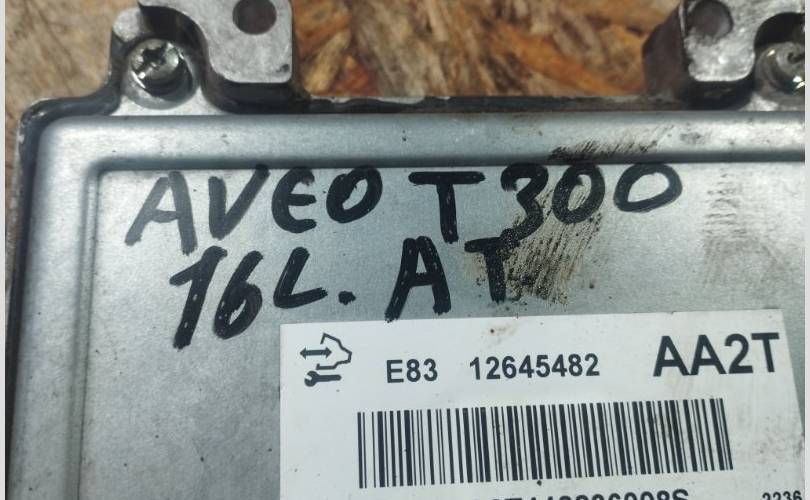 AVEO T300
16L. AT
E83 12645482 AA2T